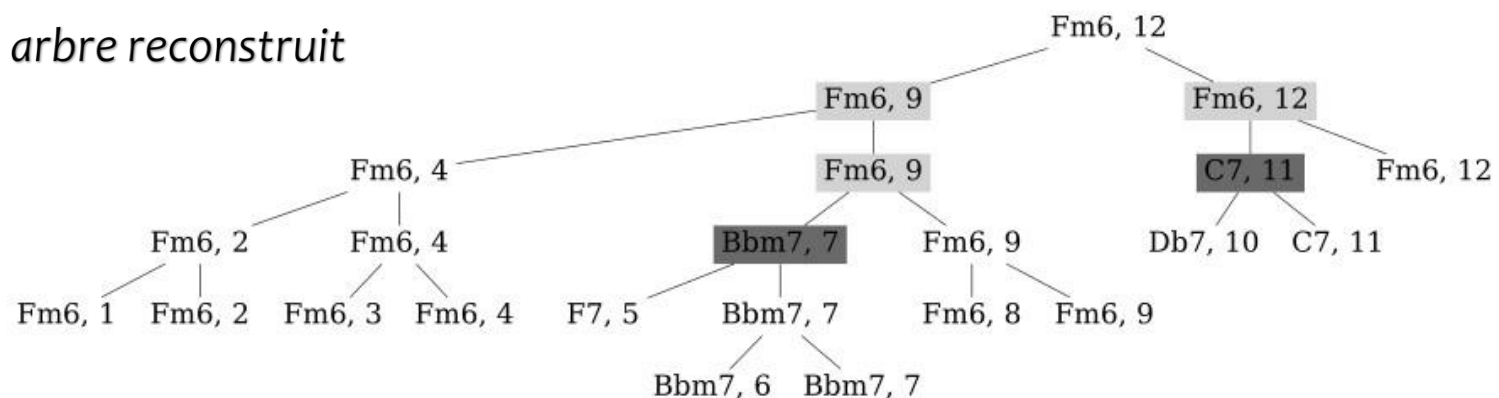 arbre reconstruit
Fm6, 12
Fm6, 9 Fm6, 12
Fm6, 4 Fm6, 9 C7, 11 Fm6, 12
Fm6, 2 Fm6, 4 Bbm7, 7 Fm6, 9 Db7, 10 C7, 11
Fm6, 1 Fm6, 2 Fm6, 3 Fm6, 4 F7, 5 Bbm7, 7 Fm6, 8 Fm6, 9
Bbm7, 6 Bbm7, 7